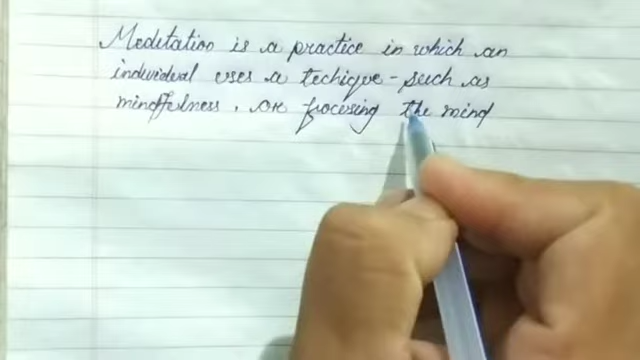 Meditation is a practice in which an
individual uses a techique - such as
mindfulness, or focusing the mind